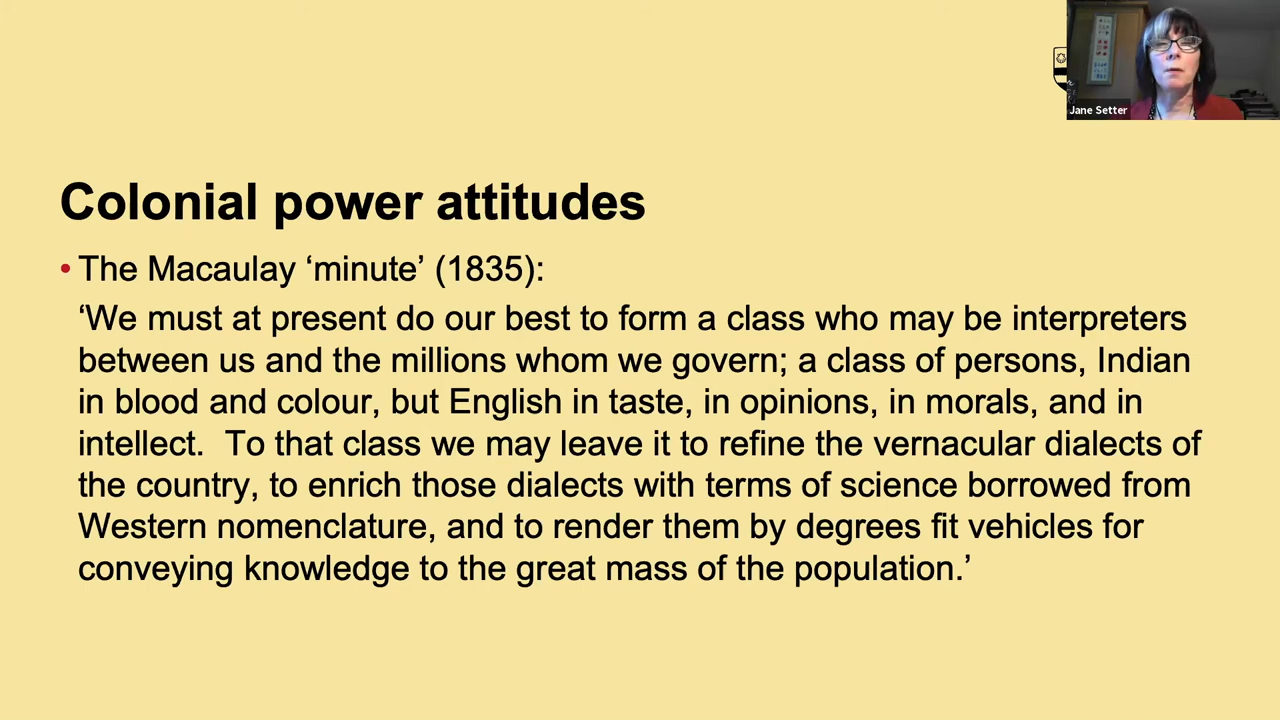 Jane Setter
Colonial power attitudes
• The Macaulay ‘minute’ (1835):
‘We must at present do our best to form a class who may be interpreters
between us and the millions whom we govern; a class of persons, Indian
in blood and colour, but English in taste, in opinions, in morals, and in
intellect.  To that class we may leave it to refine the vernacular dialects of
the country, to enrich those dialects with terms of science borrowed from
Western nomenclature, and to render them by degrees fit vehicles for
conveying knowledge to the great mass of the population.’